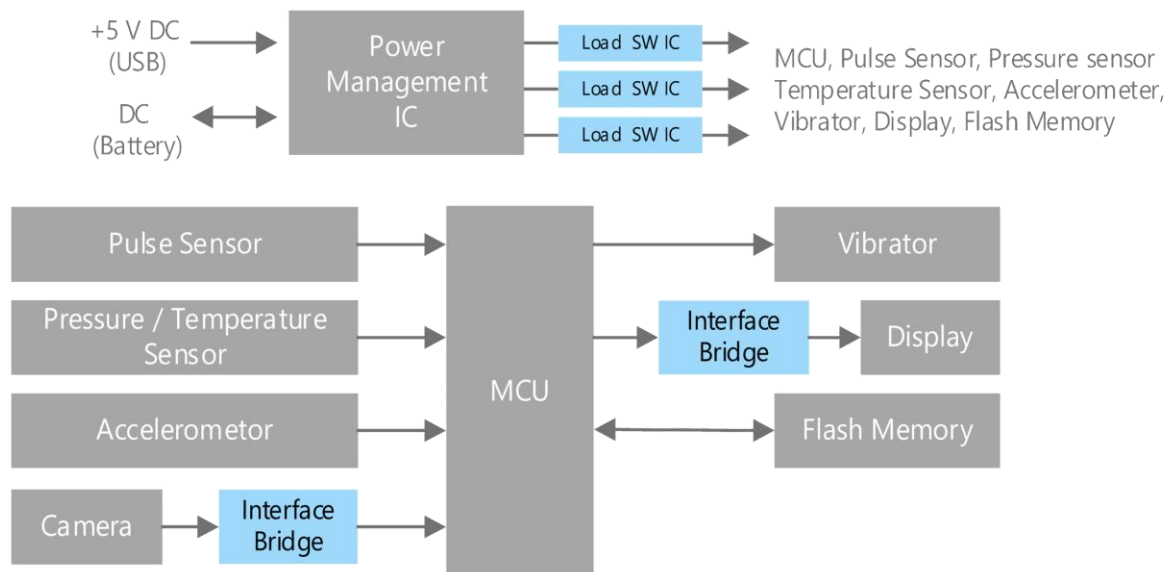 +5 V DC
(USB)
DC
(Battery)
Power
Management
IC
Load SW IC
Load SW IC
Load SW IC
MCU, Pulse Sensor, Pressure sensor
Temperature Sensor, Accelerometer,
Vibrator, Display, Flash Memory
Pulse Sensor
Pressure / Temperature
Sensor
Accelerometor
Camera
Interface
Bridge
MCU
Vibrator
Interface
Bridge
Display
Flash Memory